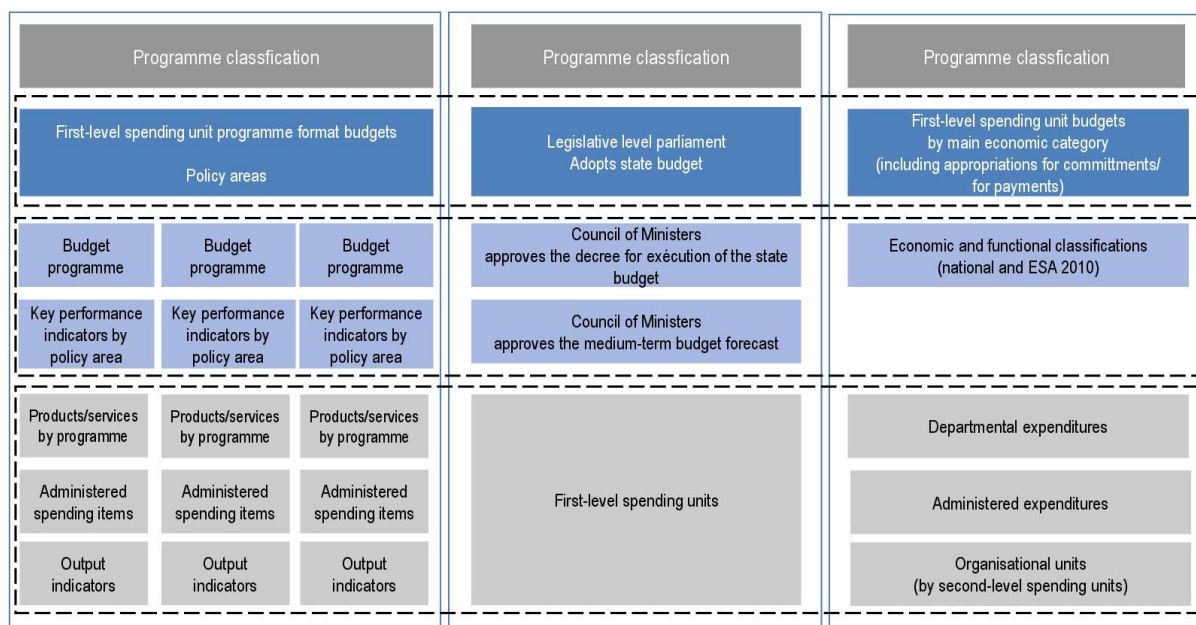 Programme classfication
Programme classfication
Programme classfication
First-level spending unit programme format budgets
Policy areas
Legislative level parliament
Adopts state budget
First-level spending unit budgets
by main economic category
(including appropriations for committments/
for payments)
Budget
programme
Budget
programme
Budget
programme
Council of Ministers
approves the decree for exécution of the state
budget
Economic and functional classifications
(national and ESA 2010)
Key performance
indicators by
policy area
Key performance
indicators by
policy area
Key performance
indicators by
policy area
Council of Ministers
approves the medium-term budget forecast
Products/services
by programme
Products/services
by programme
Products/services
by programme
First-level spending units
Departmental expenditures
Administered
spending items
Administered
spending items
Administered
spending items
Administered expenditures
Output
indicators
Output
indicators
Output
indicators
Organisational units
(by second-level spending units)